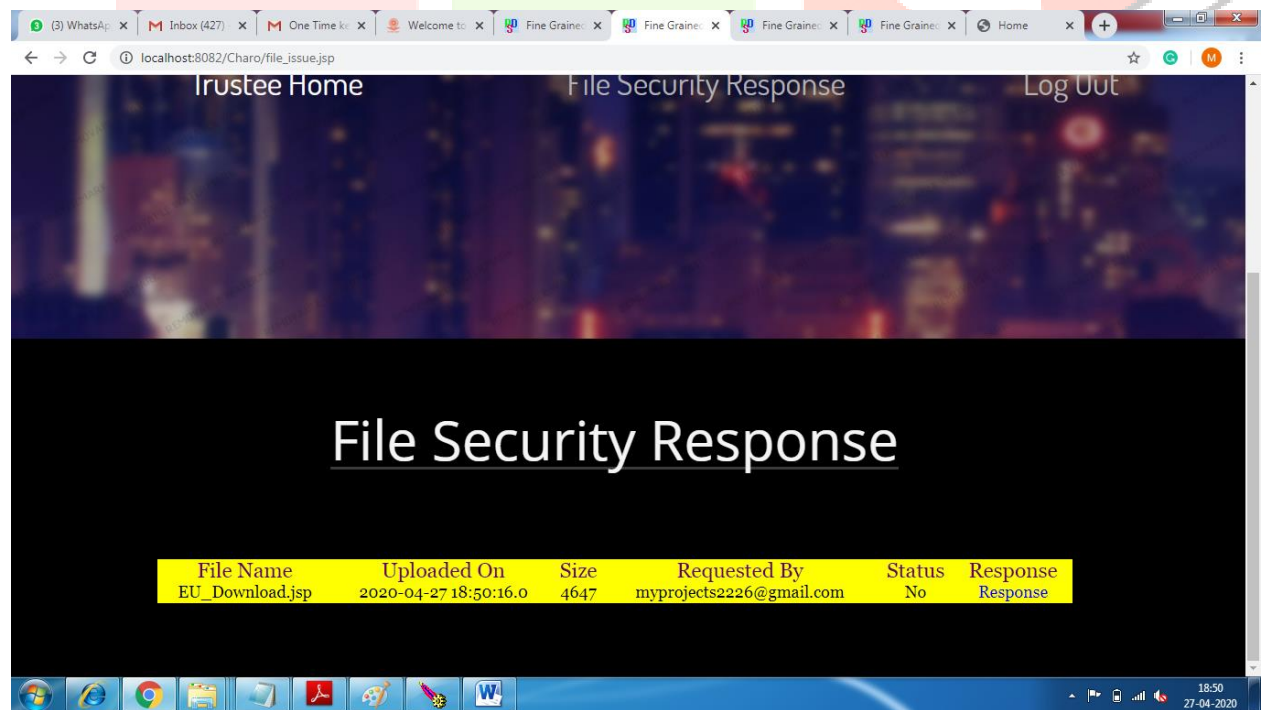 (3) WhatsAp
Inbox (427)
One Time ke
Welcome to
Fine Grained
Fine Grained
Fine Grained
Fine Grained
Home
localhost:8082/Charo/file_issue.jsp
M
Trustee Home File Security Response Log Out
File Security Response
File Name Uploaded On Size Requested By Status Response
EU_Download.jsp 2020-04-27 18:50:16.0 4647 myprojects2226@gmail.com No Response
18:50
27-04-2020